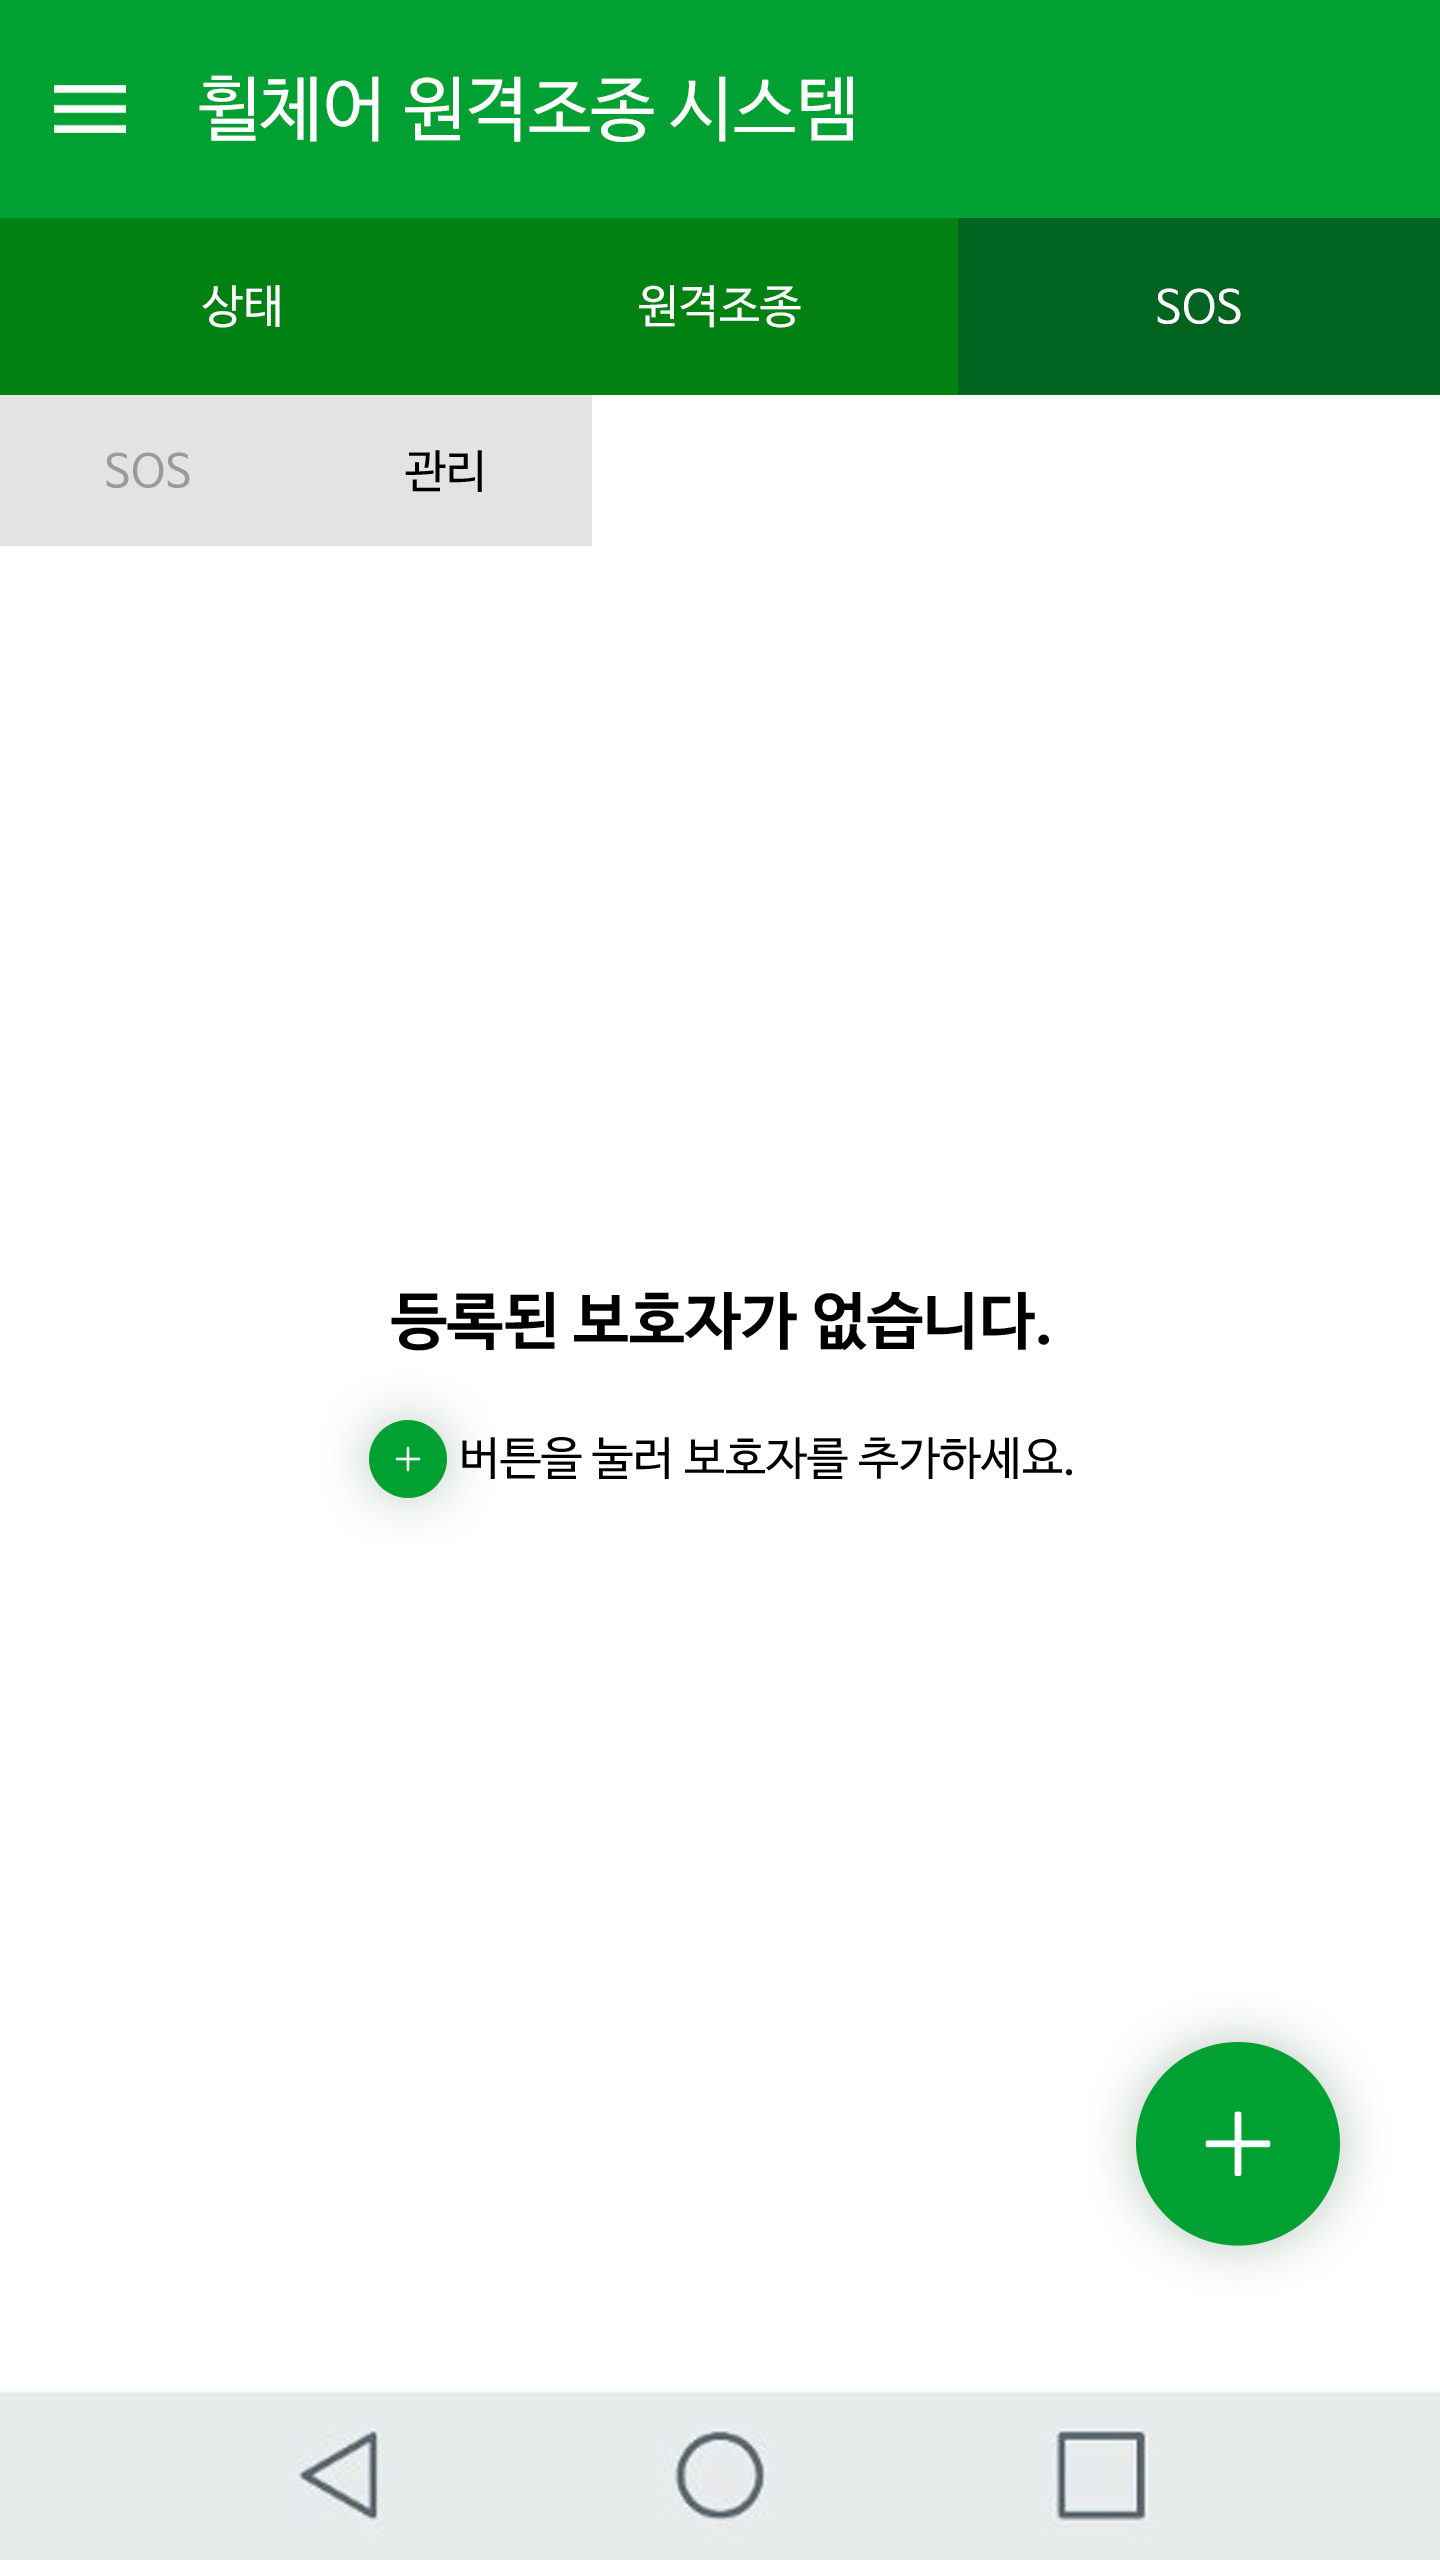 휠체어 원격조종 시스템
상태 원격조종 SOS
SOS 관리
등록된 보호자가 없습니다.
+ 버튼을 눌러 보호자를 추가하세요.
+